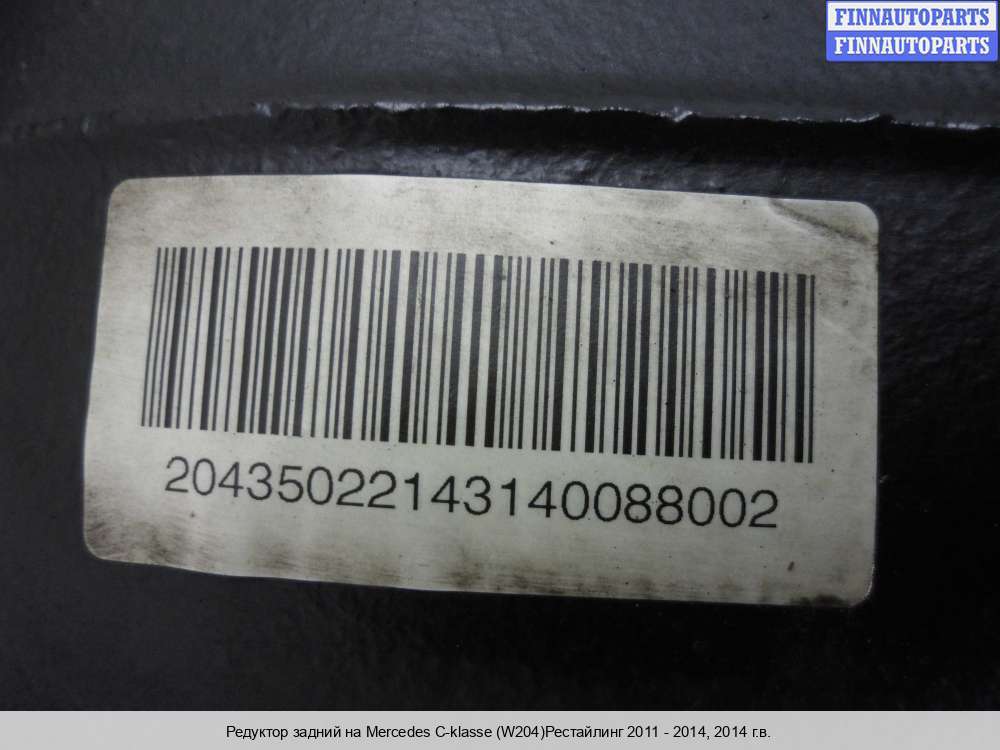 FINNAUTOPARTS
FINNAUTOPARTS
20435022143140088002
Редуктор задний на Mercedes C-klasse (W204)Рестайлинг 2011 - 2014, 2014 г.в.